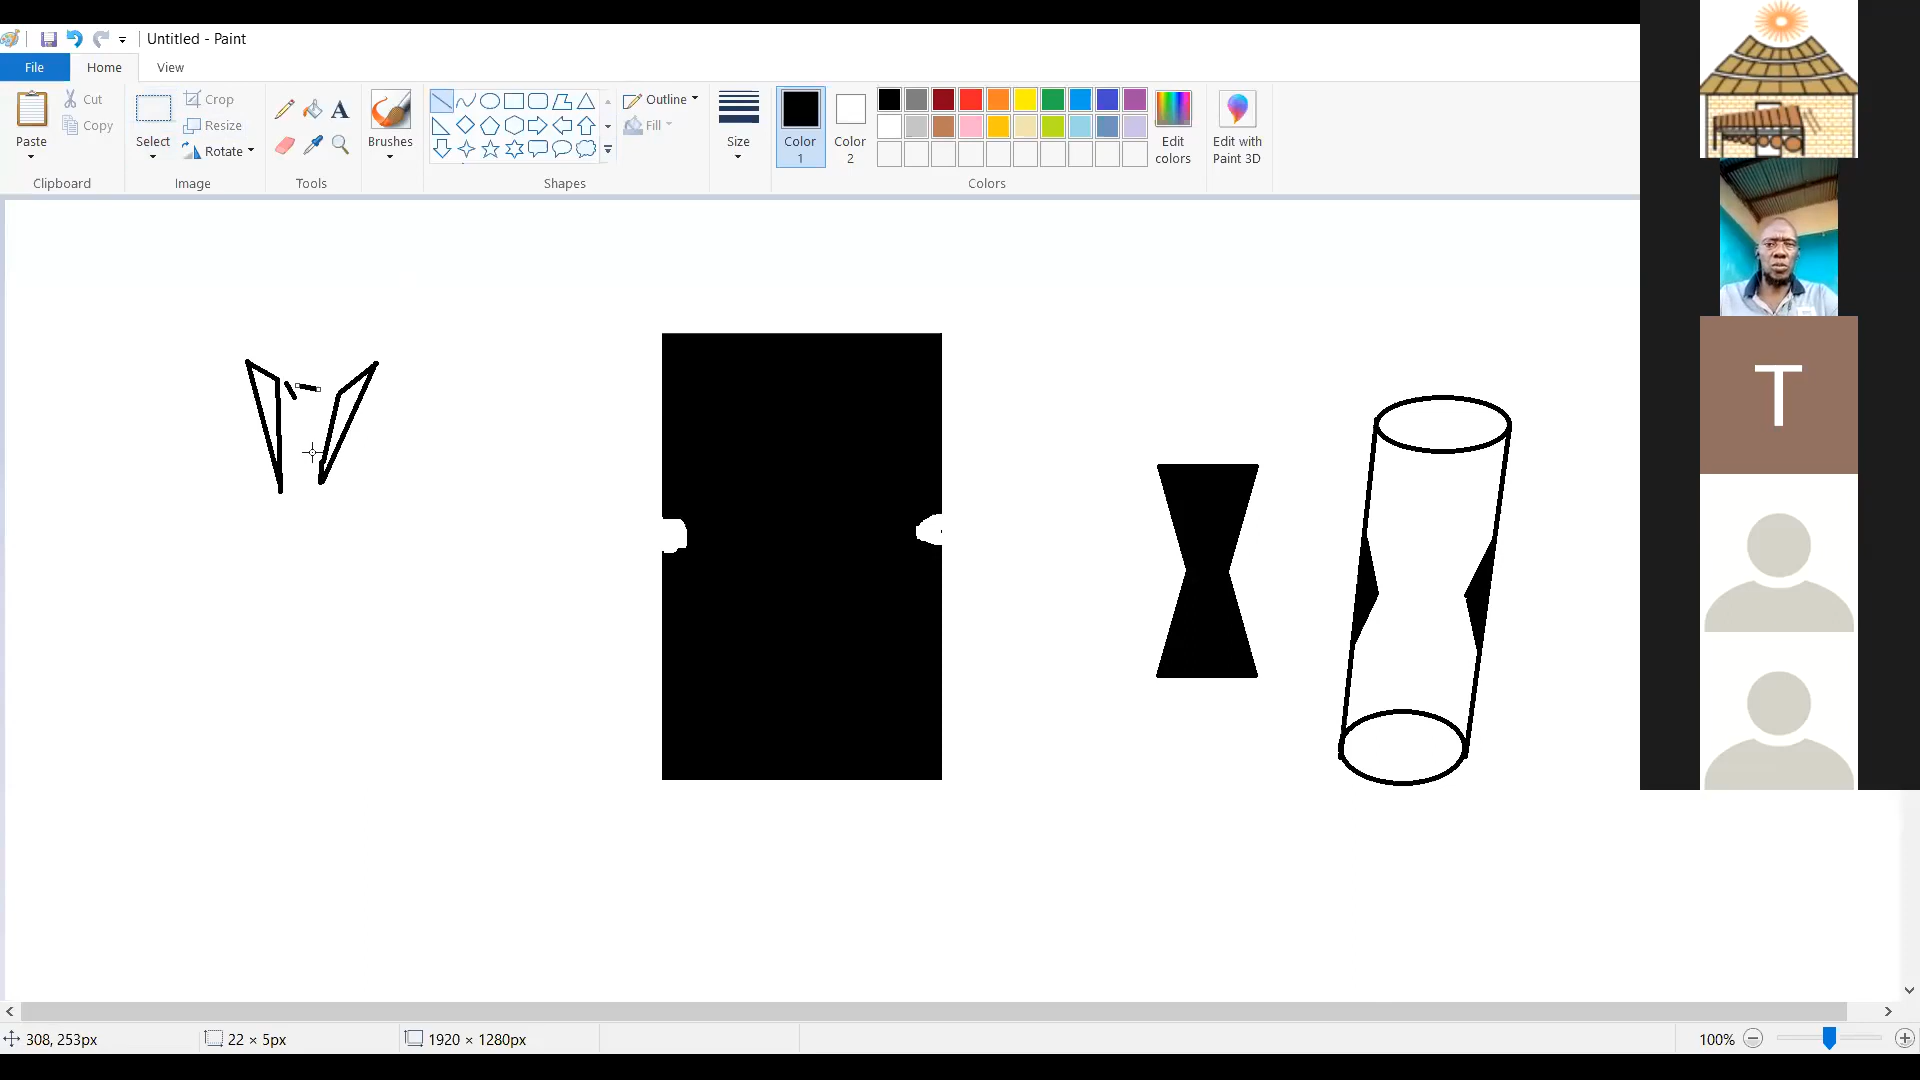 Untitled - Paint
File Home View
Paste
Cut
Copy
Clipboard
Select
Crop
Resize
Rotate
Image
A
Tools
Brushes
Outline
Fill
Shapes
Size
Color 1
Color 2
Edit colors
Colors
Edit with Paint 3D
T
308, 253px
22 × 5px
1920 × 1280px
100%